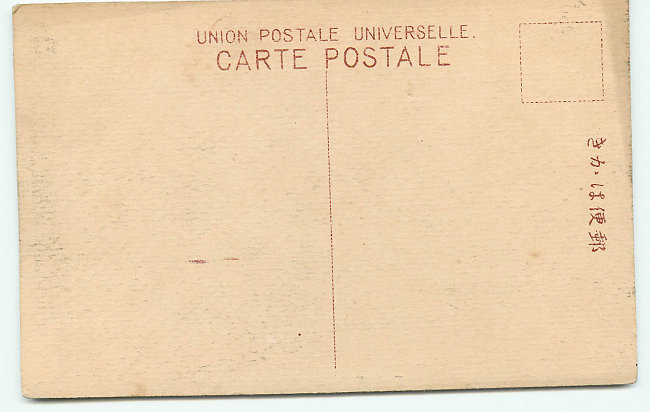 UNION POSTALE UNIVERSELLE.
CARTE POSTALE
郵便はかき